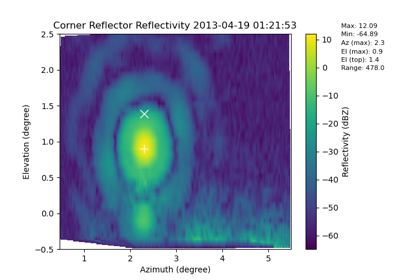 Corner Reflector Reflectivity 2013-04-19 01:21:53
Max: 12.09
Min: -64.89
Az (max): 2.3
El (max): 0.9
El (top): 1.4
Range: 478.0
2.5
2.0
1.5
1.0
0.5
0.0
−0.5
Elevation (degree)
1 2 3 4 5
Azimuth (degree)
10
0
−10
−20
−30
−40
−50
−60
Reflectivity (dBZ)